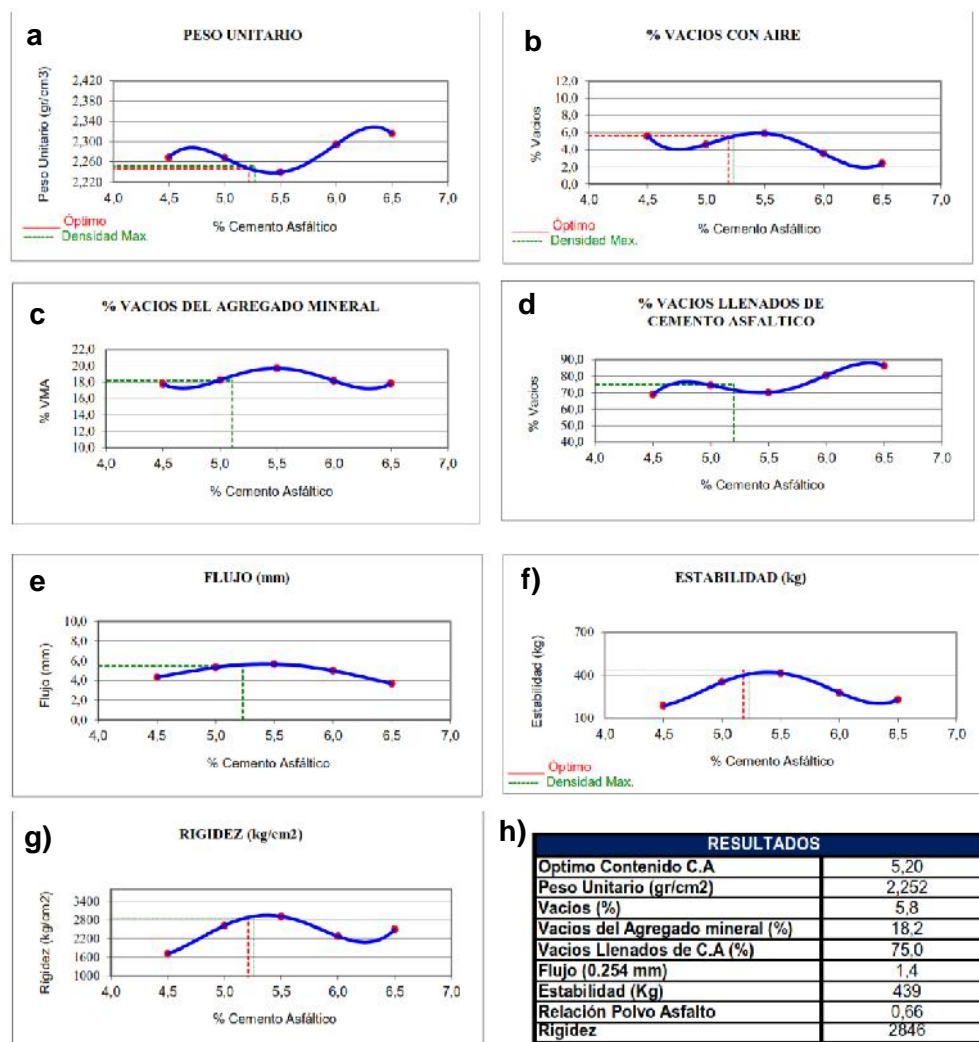 a
PESO UNITARIO
Peso Unitario (gr/cm3)
2,420
2,380
2,340
2,300
2,260
2,220
4,0 4,5 5,0 5,5 6,0 6,5 7,0
% Cemento Asfáltico
Óptimo
Densidad Max.
b
% VACIOS CON AIRE
% Vacios
12,0
10,0
8,0
6,0
4,0
2,0
0,0
4,0 4,5 5,0 5,5 6,0 6,5 7,0
% Cemento Asfáltico
Óptimo
Densidad Max.
c
% VACIOS DEL AGREGADO MINERAL
% VMA
22,0
20,0
18,0
16,0
14,0
12,0
10,0
4,0 4,5 5,0 5,5 6,0 6,5 7,0
% Cemento Asfáltico
d
% VACIOS LLENADOS DE
CEMENTO ASFALTICO
% Vacios
90,0
80,0
70,0
60,0
50,0
40,0
4,0 4,5 5,0 5,5 6,0 6,5 7,0
% Cemento Asfáltico
e
FLUJO (mm)
Flujo (mm)
10,0
8,0
6,0
4,0
2,0
0,0
4,0 4,5 5,0 5,5 6,0 6,5 7,0
% Cemento Asfáltico
f)
ESTABILIDAD (kg)
Estabilidad (kg)
700
400
100
4,0 4,5 5,0 5,5 6,0 6,5 7,0
% Cemento Asfáltico
Óptimo
Densidad Max.
g)
RIGIDEZ (kg/cm2)
Rigidez (kg/cm2)
3400
2800
2200
1600
1000
4,0 4,5 5,0 5,5 6,0 6,5 7,0
% Cemento Asfáltico
h)
RESULTADOS
Optimo Contenido C.A 5,20
Peso Unitario (gr/cm2) 2,252
Vacios (%) 5,8
Vacios del Agregado mineral (%) 18,2
Vacios Llenados de C.A (%) 75,0
Flujo (0.254 mm) 1,4
Estabilidad (Kg) 439
Relación Polvo Asfalto 0,66
Rigidez 2846